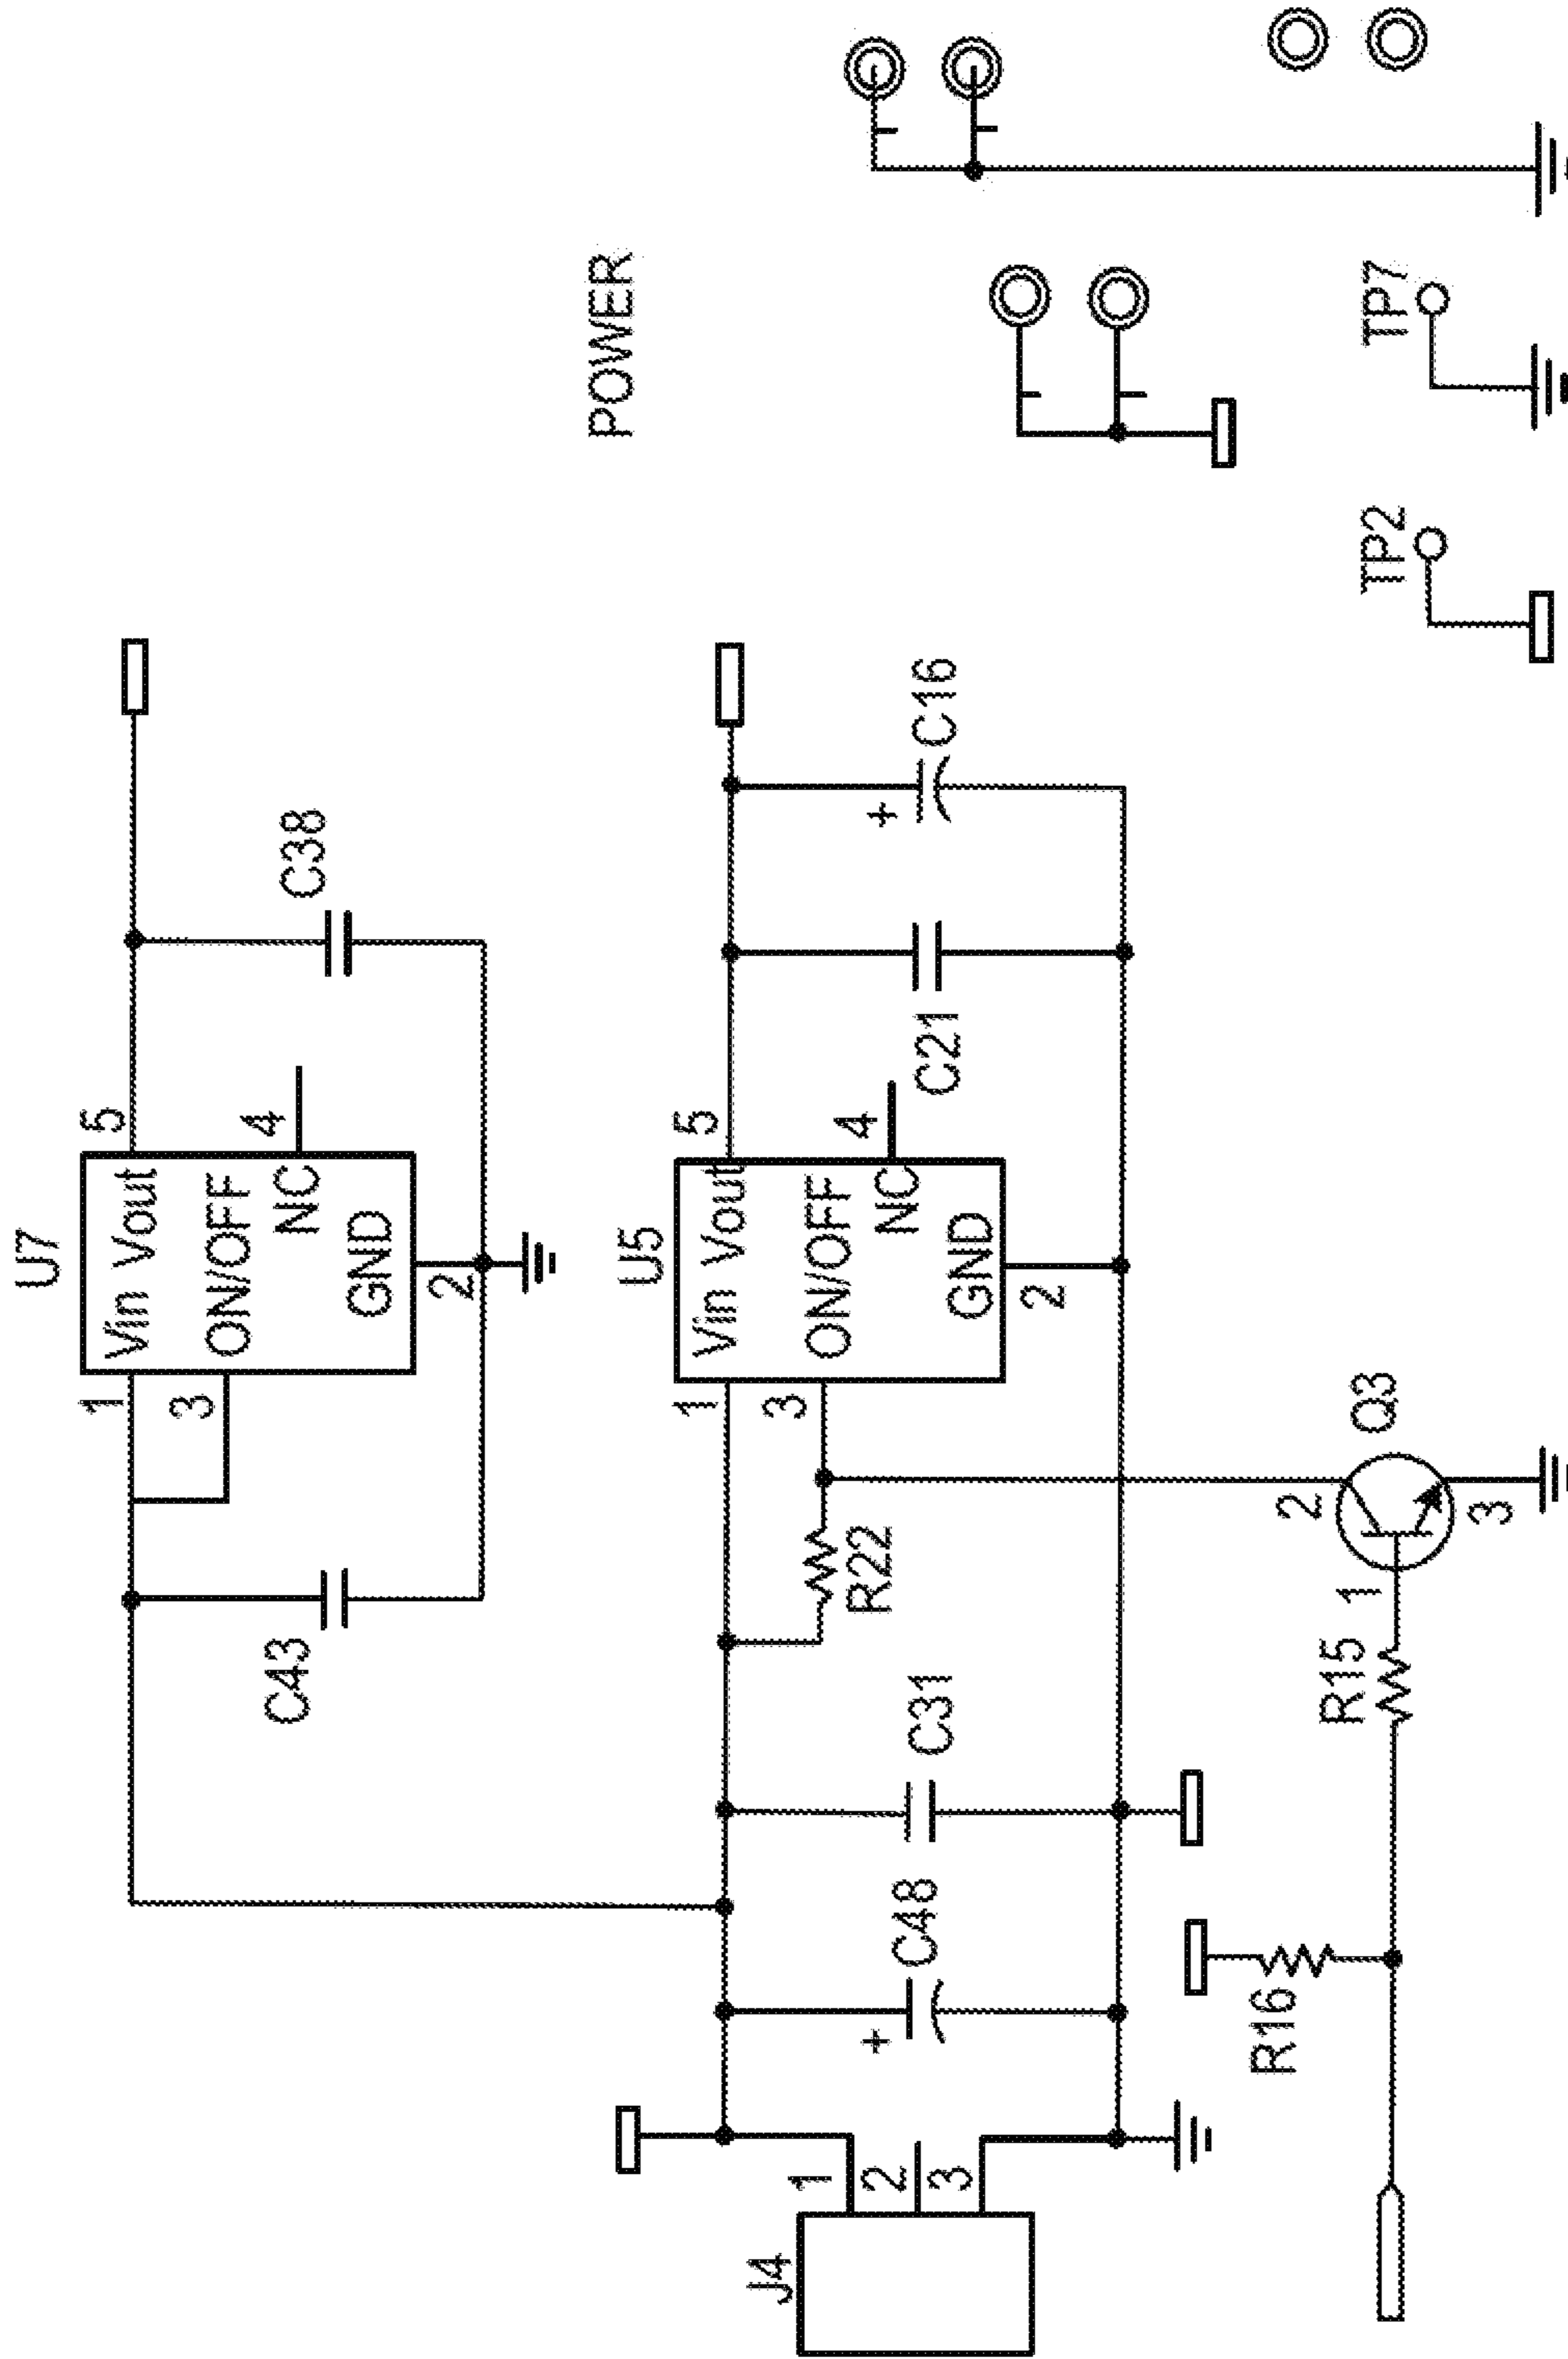 U7
1
Vin Vout
5
3
ON/OFF
4
NC
GND
2
C43
C38
POWER
U5
1
Vin Vout
5
3
ON/OFF
4
NC
GND
2
R22
J4
1
2
3
+
C48
C31
C21
+
C16
R16
R15
1
2
3
Q3
TP2
TP7